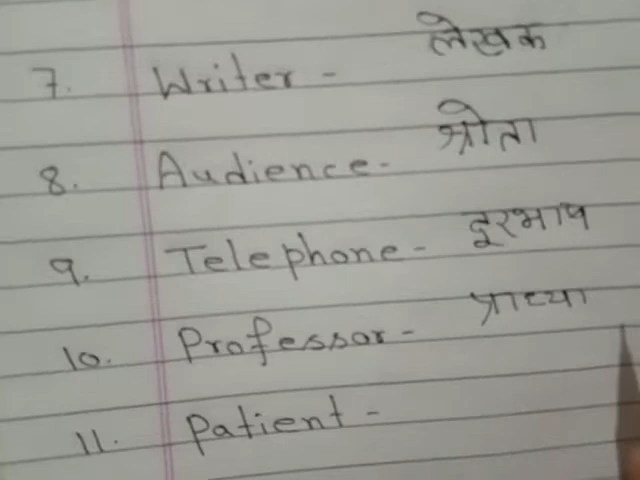 7. Writer - लेखक
8. Audience - श्रोता
9. Telephone - दूरभाष
10. Professor - प्राध्या
11. Patient -